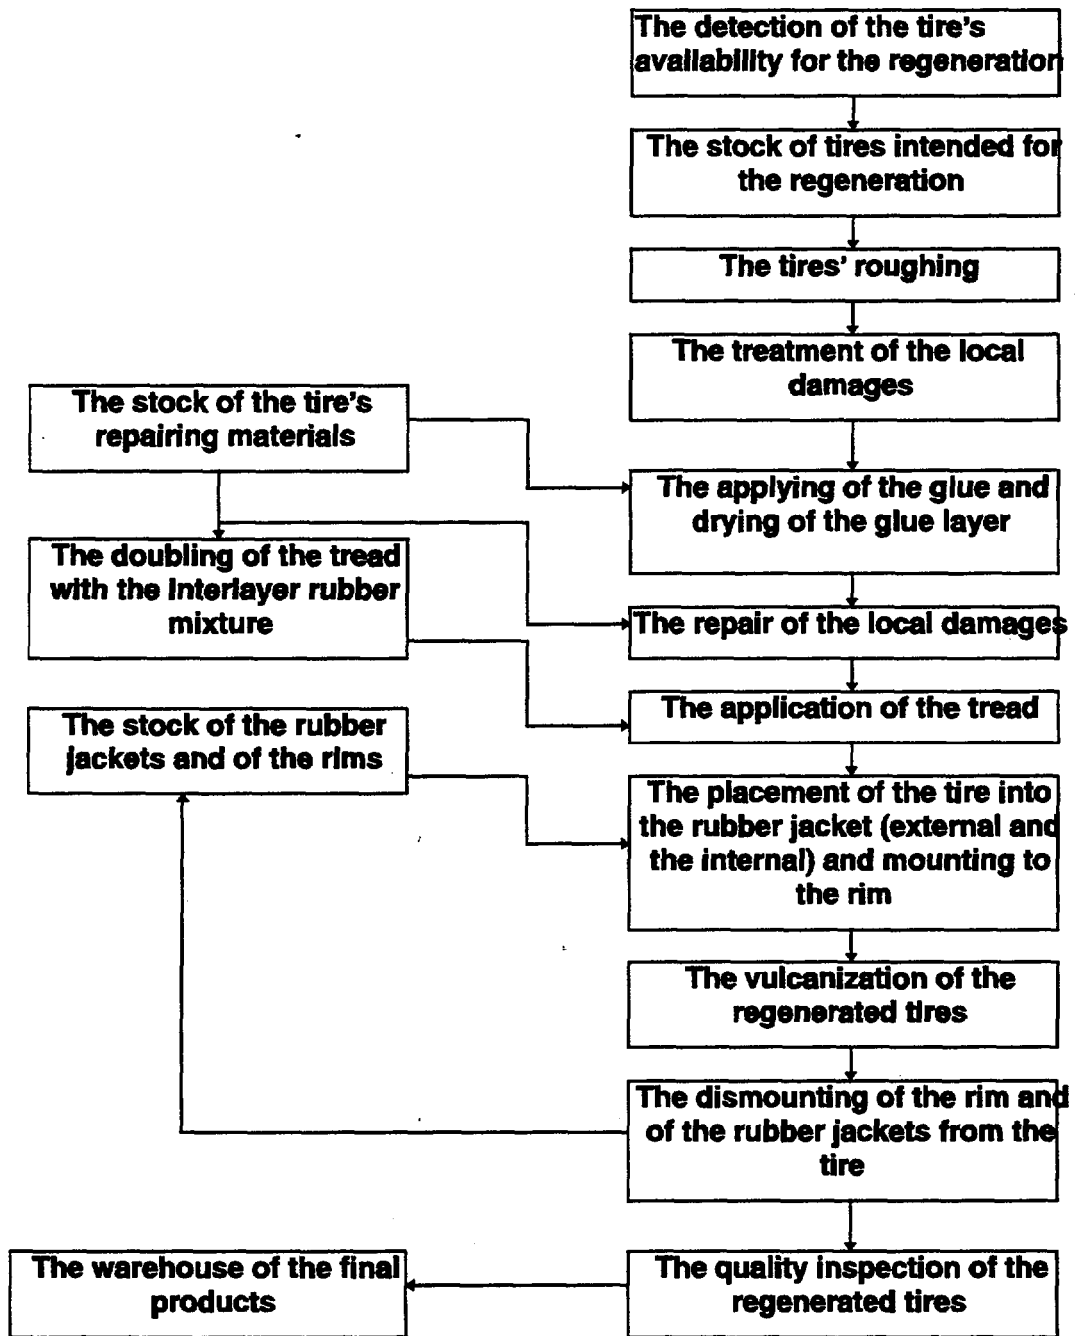 The detection of the tire's
availability for the regeneration
The stock of tires intended for
the regeneration
The tires' roughing
The treatment of the local
damages
The stock of the tire's
repairing materials
The applying of the glue and
drying of the glue layer
The doubling of the tread
with the interlayer rubber
mixture
The repair of the local damages
The application of the tread
The stock of the rubber
jackets and of the rims
The placement of the tire into
the rubber jacket (external and
the internal) and mounting to
the rim
The vulcanization of the
regenerated tires
The dismounting of the rim and
of the rubber jackets from the
tire
The warehouse of the final
products
The quality inspection of the
regenerated tires